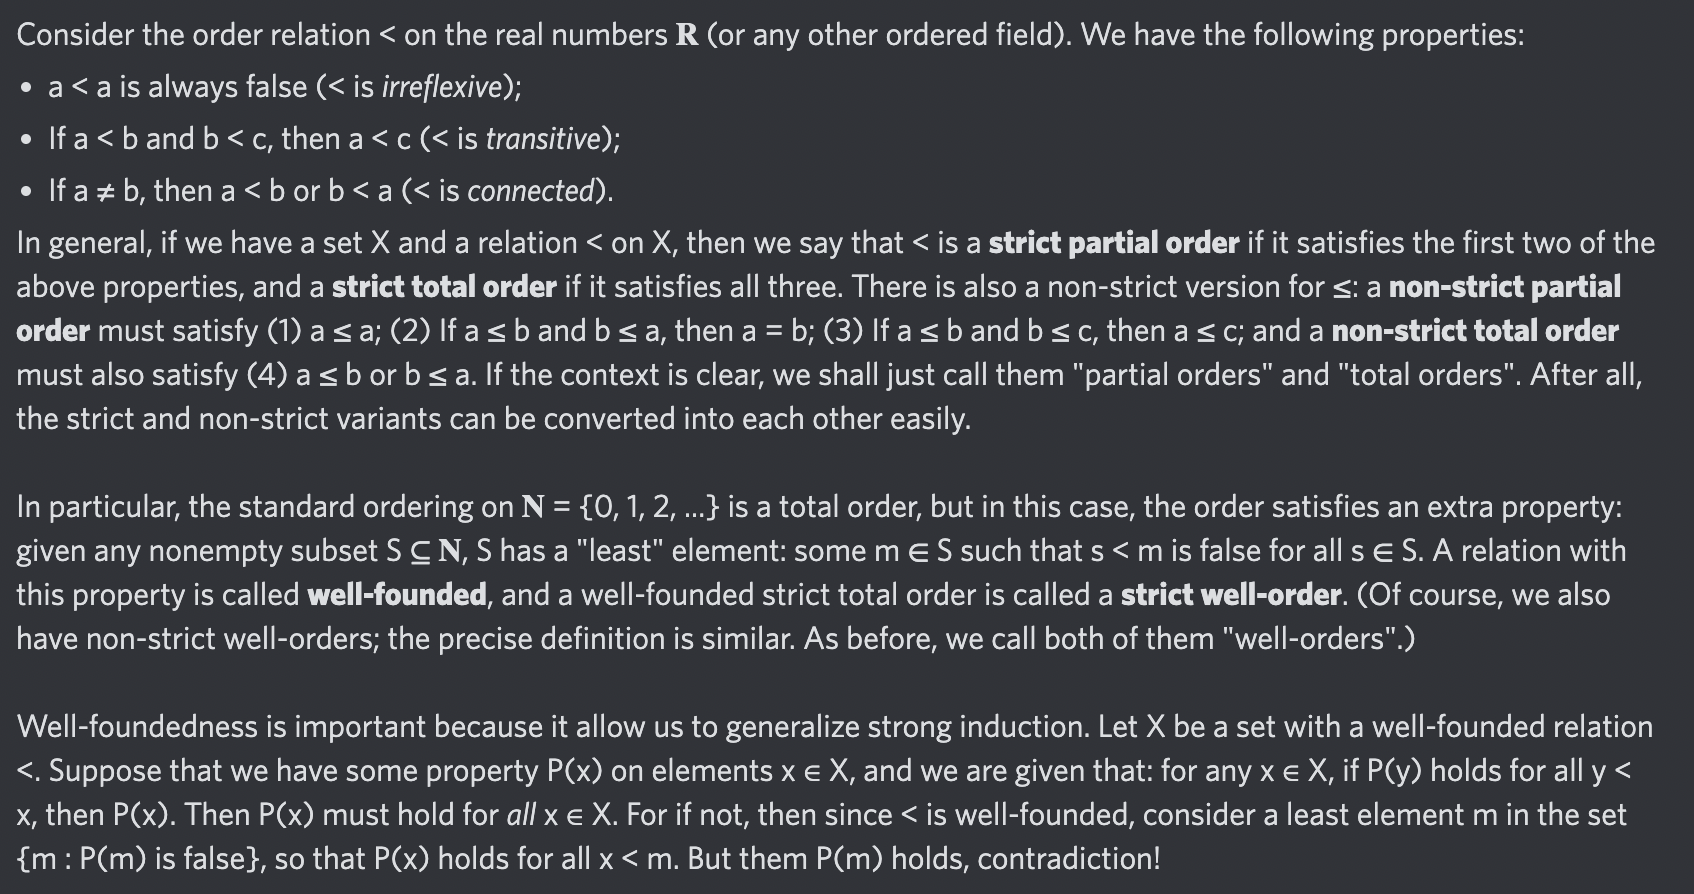 Consider the order relation < on the real numbers R (or any other ordered field). We have the following properties:
• a < a is always false (< is irreflexive);
• If a < b and b < c, then a < c (< is transitive);
• If a ≠ b, then a < b or b < a (< is connected).
In general, if we have a set X and a relation < on X, then we say that < is a strict partial order if it satisfies the first two of the
above properties, and a strict total order if it satisfies all three. There is also a non-strict version for ≤: a non-strict partial
order must satisfy (1) a ≤ a; (2) If a ≤ b and b ≤ a, then a = b; (3) If a ≤ b and b ≤ c, then a ≤ c; and a non-strict total order
must also satisfy (4) a ≤ b or b ≤ a. If the context is clear, we shall just call them "partial orders" and "total orders". After all,
the strict and non-strict variants can be converted into each other easily.

In particular, the standard ordering on N = {0, 1, 2, ...} is a total order, but in this case, the order satisfies an extra property:
given any nonempty subset S ⊆ N, S has a "least" element: some m ∈ S such that s < m is false for all s ∈ S. A relation with
this property is called well-founded, and a well-founded strict total order is called a strict well-order. (Of course, we also
have non-strict well-orders; the precise definition is similar. As before, we call both of them "well-orders".)

Well-foundedness is important because it allow us to generalize strong induction. Let X be a set with a well-founded relation
<. Suppose that we have some property P(x) on elements x ∈ X, and we are given that: for any x ∈ X, if P(y) holds for all y <
x, then P(x). Then P(x) must hold for all x ∈ X. For if not, then since < is well-founded, consider a least element m in the set
{m : P(m) is false}, so that P(x) holds for all x < m. But them P(m) holds, contradiction!